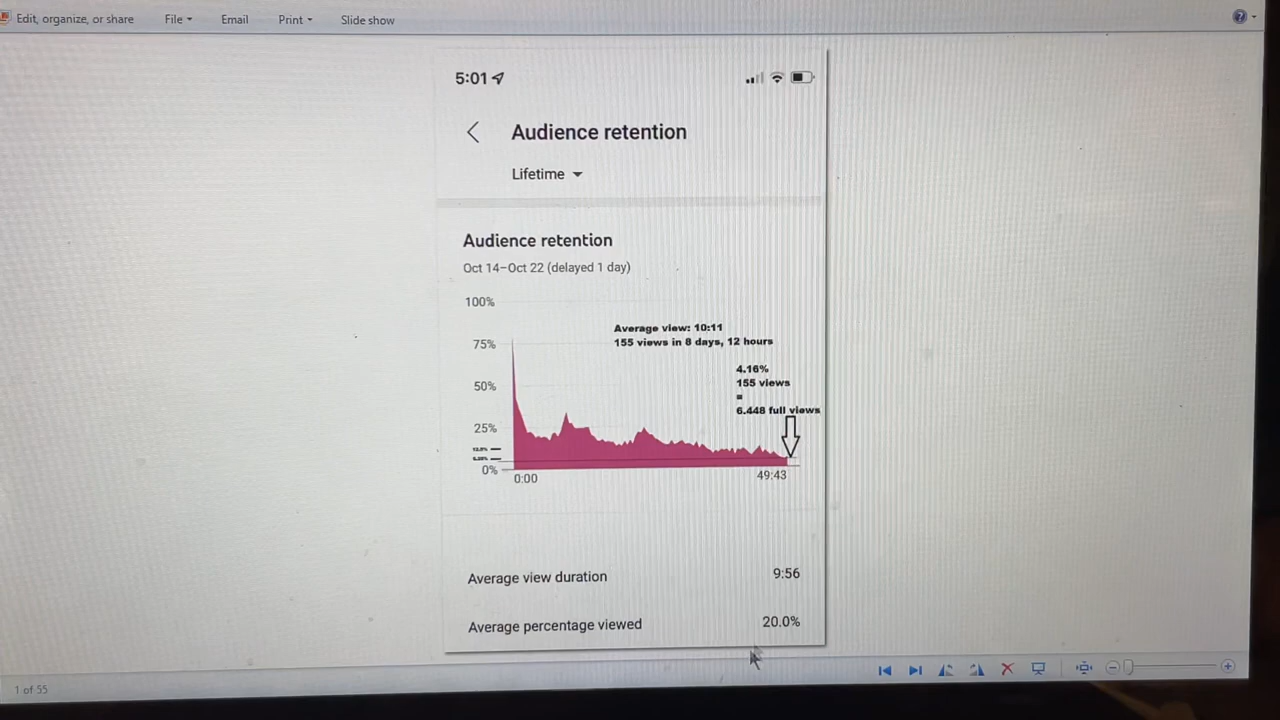 Edit, organize, or share File Email Print Slide show
5:01
Audience retention
Lifetime
Audience retention
Oct 14–Oct 22 (delayed 1 day)
100%
Average view: 10:11
75%
155 views in 8 days, 12 hours
4.16%
50%
155 views
=
6.448 full views
25%
0%
0:00 49:43
Average view duration 9:56
Average percentage viewed 20.0%
1 of 55